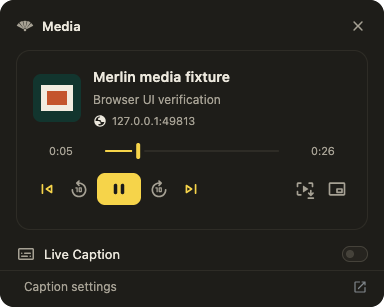 Media
Merlin media fixture
Browser UI verification
127.0.0.1:49813
0:05
0:26
10
10
Live Caption
Caption settings